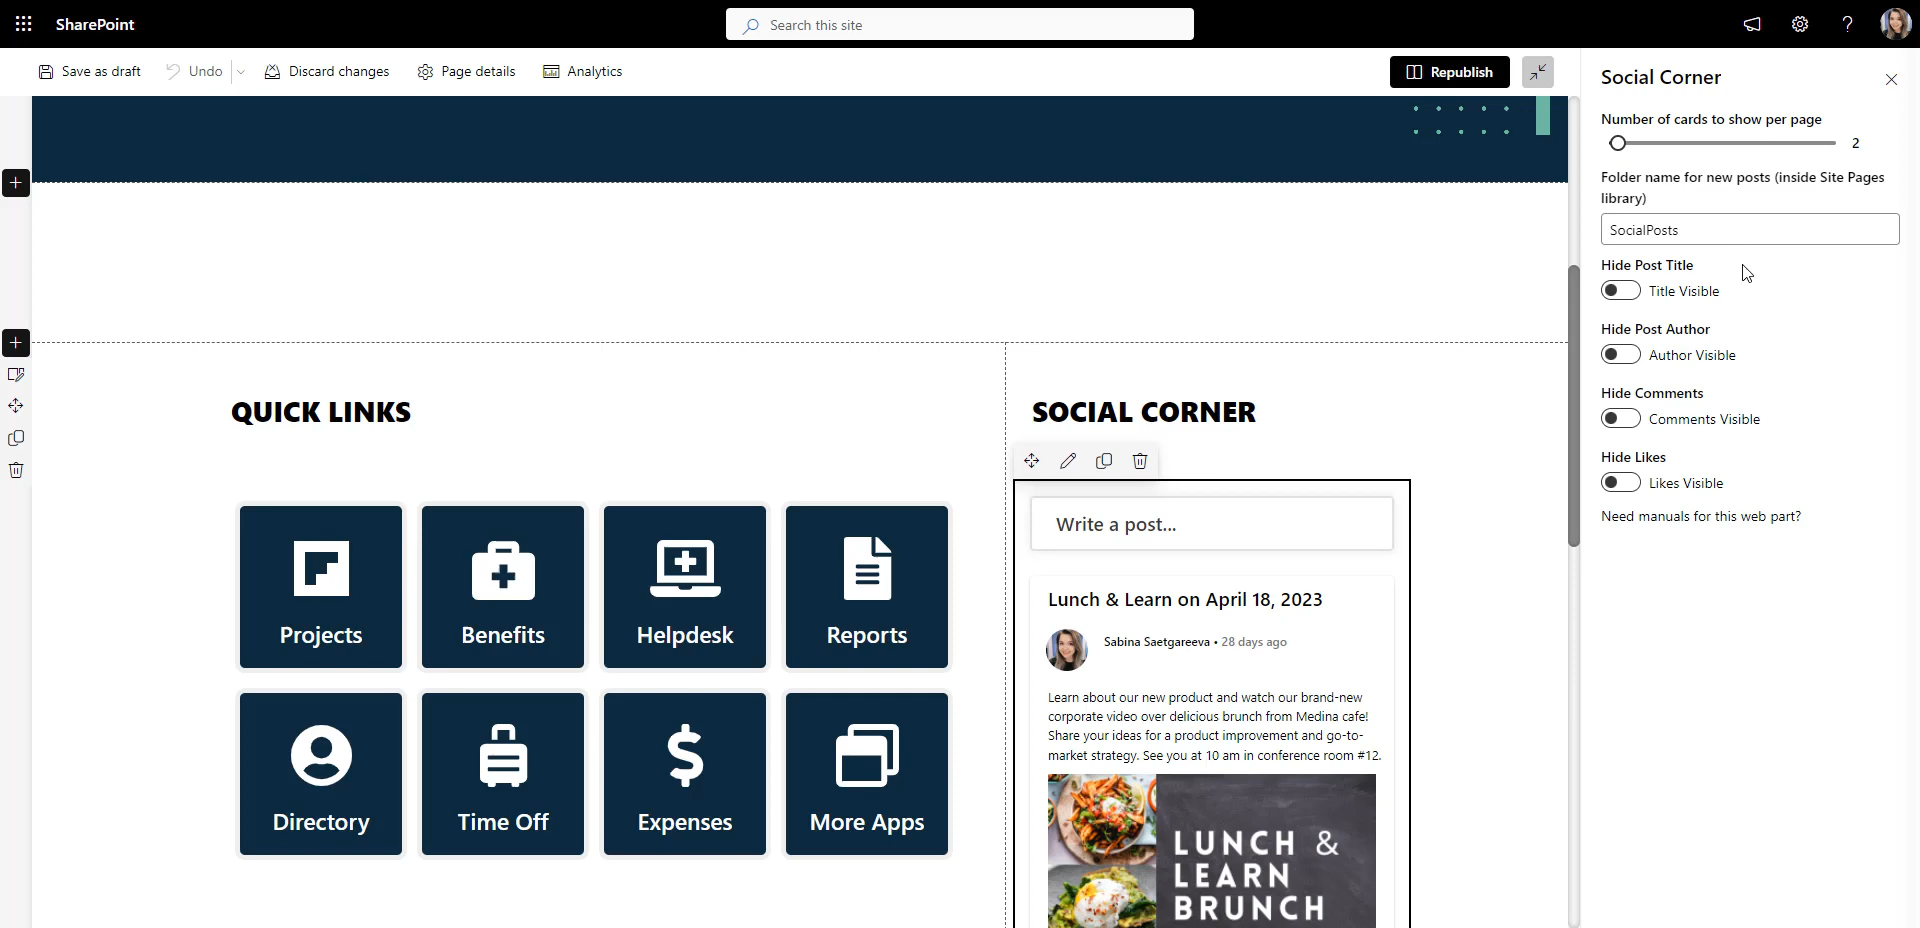 SharePoint
Search this site
Save as draft
Undo
Discard changes
Page details
Analytics
Republish
QUICK LINKS
Projects
Benefits
Helpdesk
Reports
Directory
Time Off
Expenses
More Apps
SOCIAL CORNER
Write a post...
Lunch & Learn on April 18, 2023
Sabina Saetgareeva • 28 days ago
Learn about our new product and watch our brand-new
corporate video over delicious brunch from Medina cafe!
Share your ideas for a product improvement and go-to-
market strategy. See you at 10 am in conference room #12.
LUNCH &
LEARN
BRUNCH
Social Corner
Number of cards to show per page
2
Folder name for new posts (inside Site Pages
library)
SocialPosts
Hide Post Title
Title Visible
Hide Post Author
Author Visible
Hide Comments
Comments Visible
Hide Likes
Likes Visible
Need manuals for this web part?